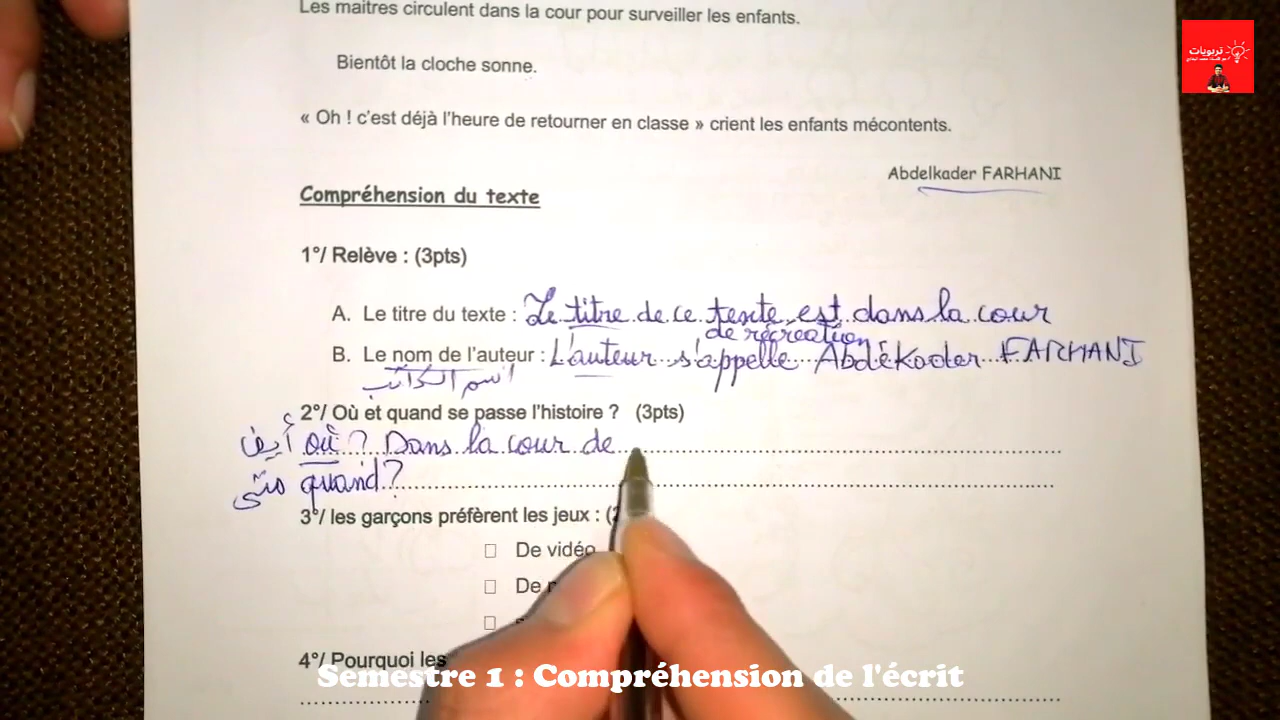 Les maitres circulent dans la cour pour surveiller les enfants.
تربويات
Bientôt la cloche sonne.
« Oh ! c'est déjà l'heure de retourner en classe » crient les enfants mécontents.
Abdelkader FARHANI
Compréhension du texte
1°/ Relève : (3pts)
A. Le titre du texte : Le titre de ce texte est dans la cour
de récréation
B. Le nom de l'auteur : L'auteur s'appelle Abdékader FARHANI
اسم الكاتب
2°/ Où et quand se passe l'histoire ? (3pts)
أين où ? Dans la cour de
متى quand ?
3°/ les garçons préfèrent les jeux : (
De vidéo
De
4°/ Pourquoi les
Semestre 1 : Compréhension de l'écrit